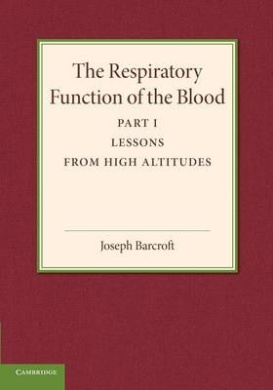 The Respiratory
Function of the Blood
PART I
LESSONS
FROM HIGH ALTITUDES
Joseph Barcroft
CAMBRIDGE